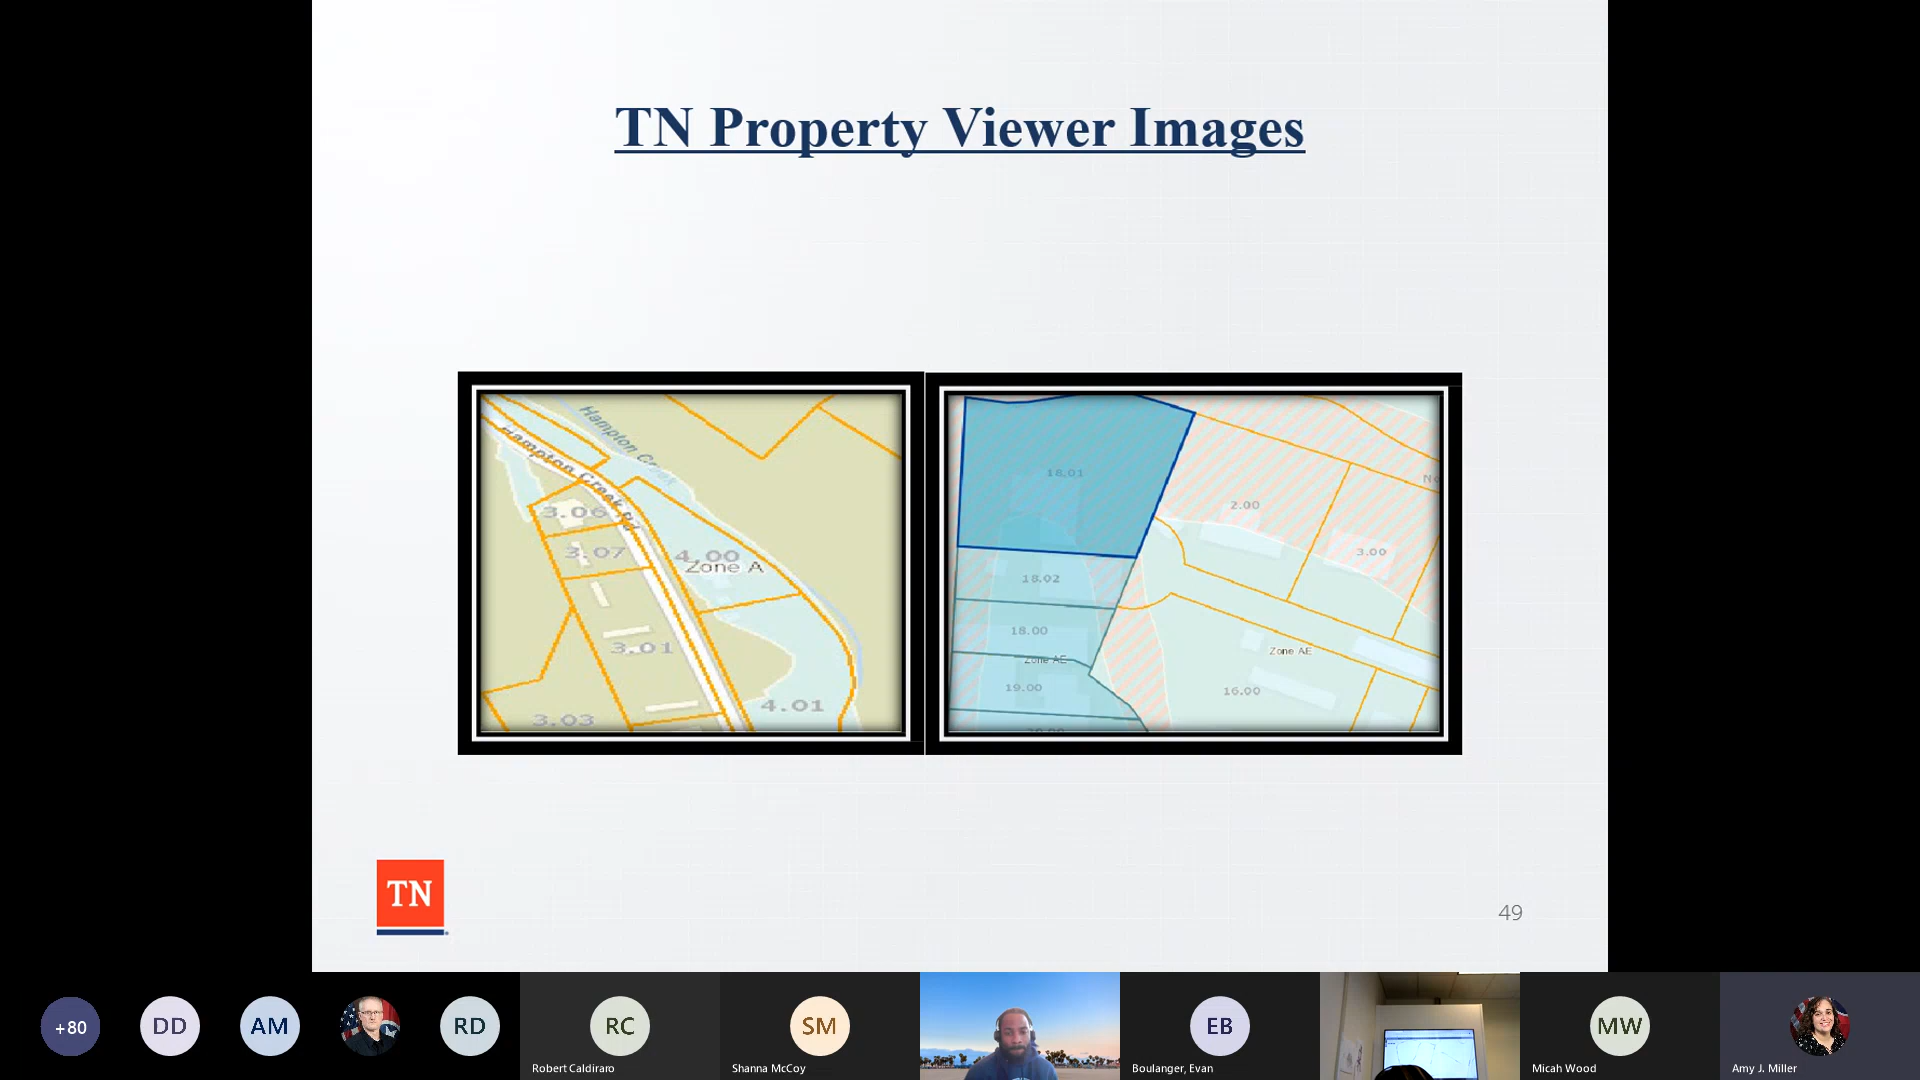 TN Property Viewer Images
Hampton
Hampton Creek Rd
3.06
3.07
4.00
Zone A
3.01
4.01
3.03
18.01
2.00
3.00
18.02
18.00
Zone AE
Zone AE
19.00
16.00
TN
49
+80
DD
AM
RD
RC
SM
EB
MW
Robert Caldiraro
Shanna McCoy
Boulanger, Evan
Micah Wood
Amy J. Miller